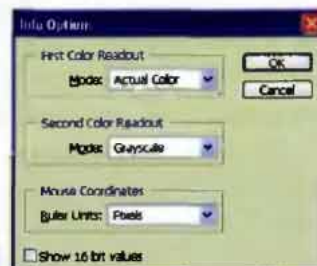 Info Options
First Color Readout
Mode: Actual Color
OK
Cancel
Second Color Readout
Mode: Grayscale
Mouse Coordinates
Ruler Units: Pixels
Show 16 bit values